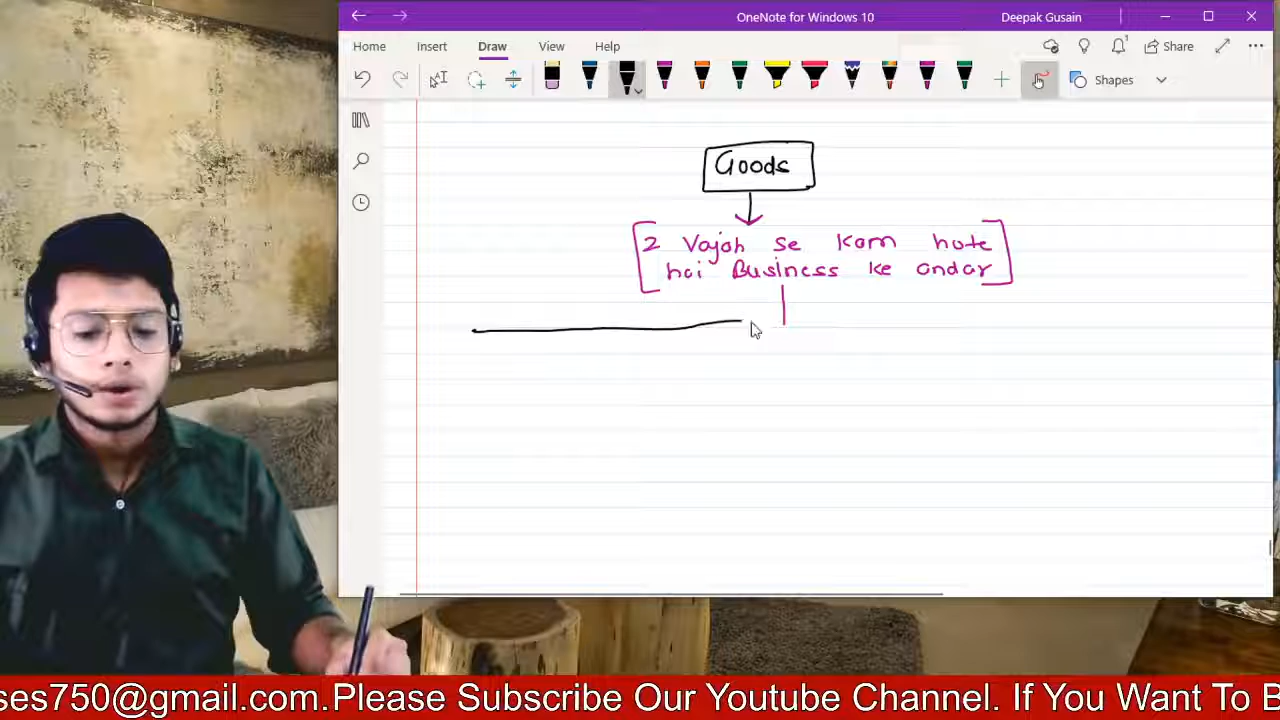 OneNote for Windows 10
Deepak Gusain
Home
Insert
Draw
View
Help
Share
Shapes
Goods
2 Vajah se Kam hote
hai Business ke andar
ses750@gmail.com.Please Subscribe Our Youtube Channel. If You Want To B